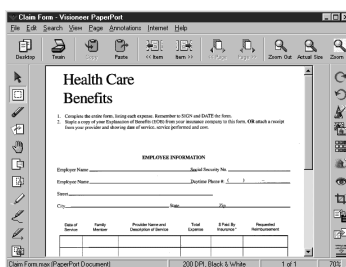 Claim Form - Visioneer PaperPort
File Edit Search View Page Annotations Internet Help
Desktop Train Copy Paste << Item Item >> << Page Page >> Zoom Out Actual Size Zoom
Health Care
Benefits
1. Complete the entire form, listing each expense. Remember to SIGN and DATE the form.
2. Staple a copy of your Explanation of Benefits (EOB) from your insurance company to this form, OR attach a receipt
from your provider and showing date of service, service performed and cost.
EMPLOYEE INFORMATION
Employee Name Social Security No.
Employee Name Daytime Phone # ( ) -
Street
City State Zip
Date of Family Provider Name and Total $ Paid By Requested
Service Member Description of Service Expense Insurance Reimbursement
Claim Form.max (PaperPort Document) 200 DPI, Black & White 1 of 1 70%